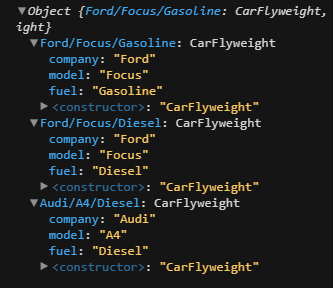 ▼Object {Ford/Focus/Gasoline: CarFlyweight,
ight}
▼Ford/Focus/Gasoline: CarFlyweight
company: "Ford"
model: "Focus"
fuel: "Gasoline"
▶<constructor>: "CarFlyweight"
▼Ford/Focus/Diesel: CarFlyweight
company: "Ford"
model: "Focus"
fuel: "Diesel"
▶<constructor>: "CarFlyweight"
▼Audi/A4/Diesel: CarFlyweight
company: "Audi"
model: "A4"
fuel: "Diesel"
▶<constructor>: "CarFlyweight"